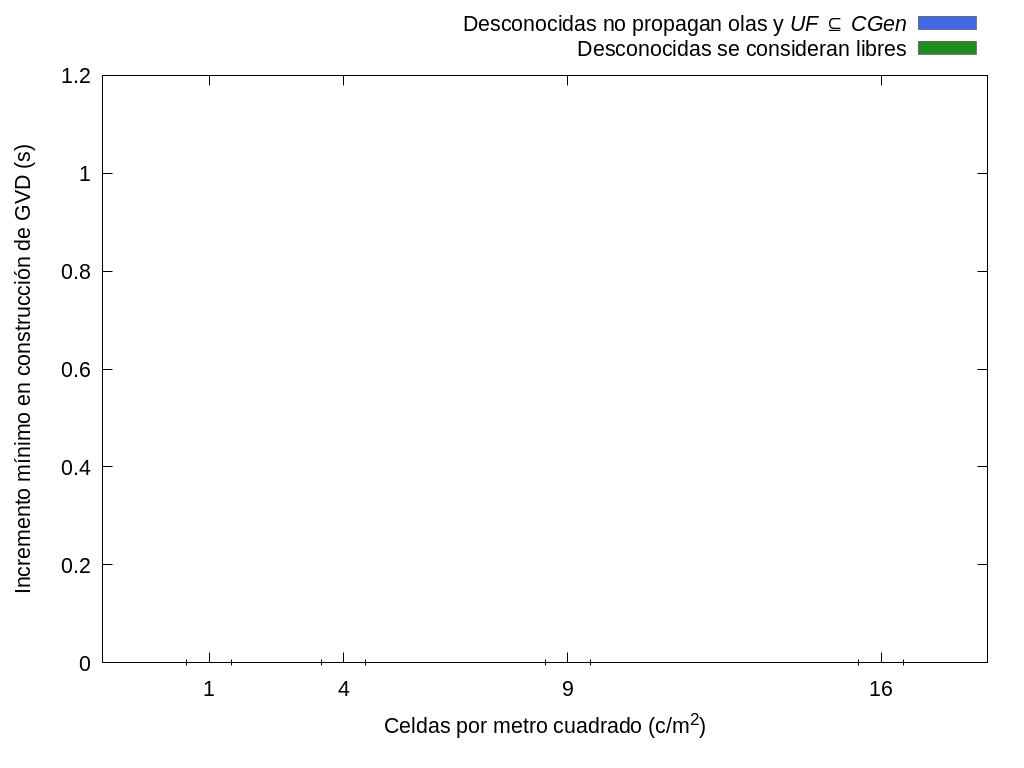 Desconocidas no propagan olas y UF ⊆ CGen
Desconocidas se consideran libres
1.2
1
0.8
0.6
0.4
0.2
0
Incremento mínimo en construcción de GVD (s)
1 4 9 16
Celdas por metro cuadrado (c/m²)